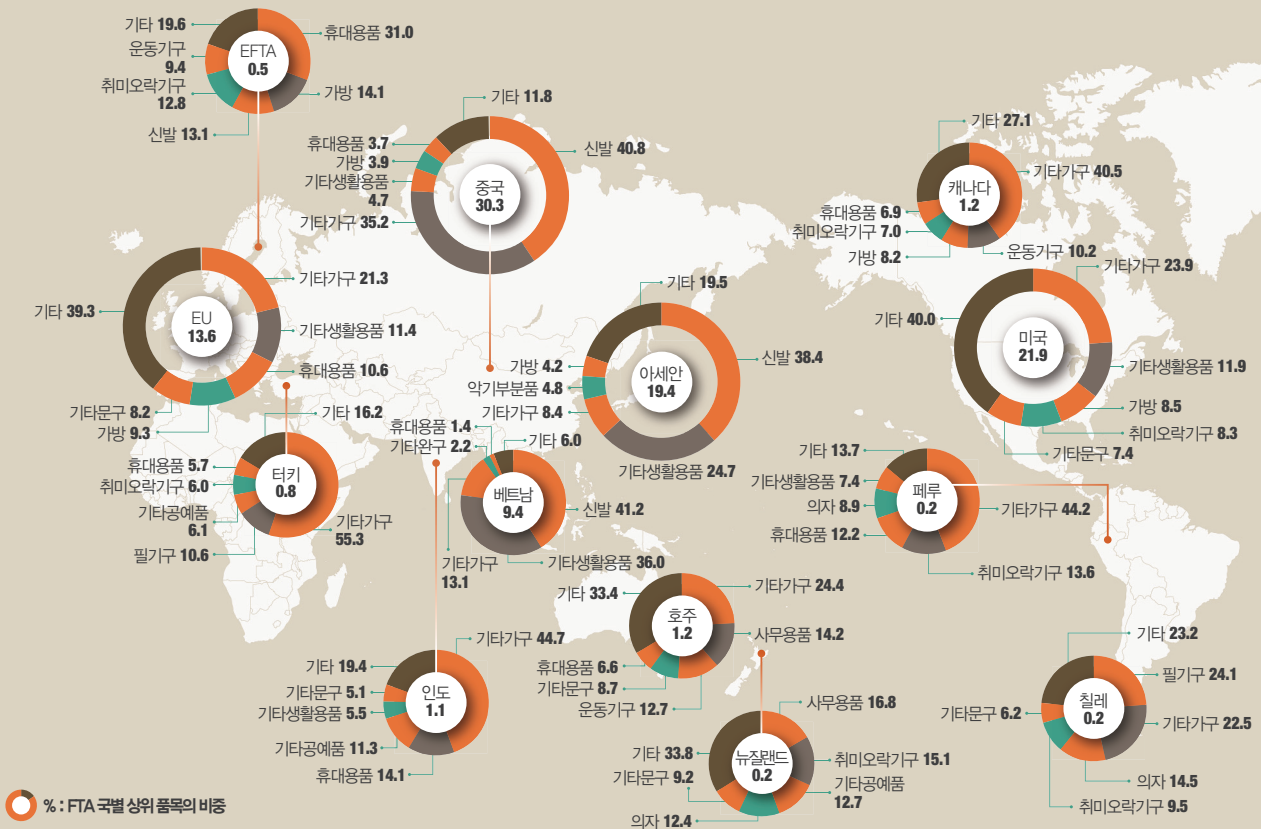 기타 19.6
운동기구
9.4
취미오락기구
12.8
신발 13.1
EFTA
0.5
휴대용품 31.0
가방 14.1
기타 11.8
휴대용품 3.7
가방 3.9
기타생활용품
4.7
기타가구 35.2
중국
30.3
신발 40.8
기타 27.1
휴대용품 6.9
취미오락기구 7.0
가방 8.2
캐나다
1.2
기타가구 40.5
운동기구 10.2
기타 39.3
EU
13.6
기타가구 21.3
기타생활용품 11.4
휴대용품 10.6
기타문구 8.2
가방 9.3
기타 19.5
가방 4.2
악기부분품 4.8
기타가구 8.4
아세안
19.4
신발 38.4
기타생활용품 24.7
기타 40.0
미국
21.9
기타가구 23.9
기타생활용품 11.9
가방 8.5
취미오락기구 8.3
기타문구 7.4
기타 16.2
휴대용품 5.7
취미오락기구 6.0
기타공예품
6.1
필기구 10.6
터키
0.8
기타가구
55.3
휴대용품 1.4
기타완구 2.2
기타 6.0
베트남
9.4
신발 41.2
기타가구
13.1
기타생활용품 36.0
기타 13.7
기타생활용품 7.4
의자 8.9
휴대용품 12.2
페루
0.2
기타가구 44.2
취미오락기구 13.6
기타 33.4
호주
1.2
기타가구 24.4
사무용품 14.2
휴대용품 6.6
기타문구 8.7
운동기구 12.7
기타가구 44.7
기타 19.4
기타문구 5.1
기타생활용품 5.5
기타공예품 11.3
휴대용품 14.1
인도
1.1
기타 23.2
필기구 24.1
기타문구 6.2
칠레
0.2
기타가구 22.5
의자 14.5
취미오락기구 9.5
사무용품 16.8
기타 33.8
기타문구 9.2
의자 12.4
뉴질랜드
0.2
취미오락기구 15.1
기타공예품
12.7
% : FTA 국별 상위 품목의 비중